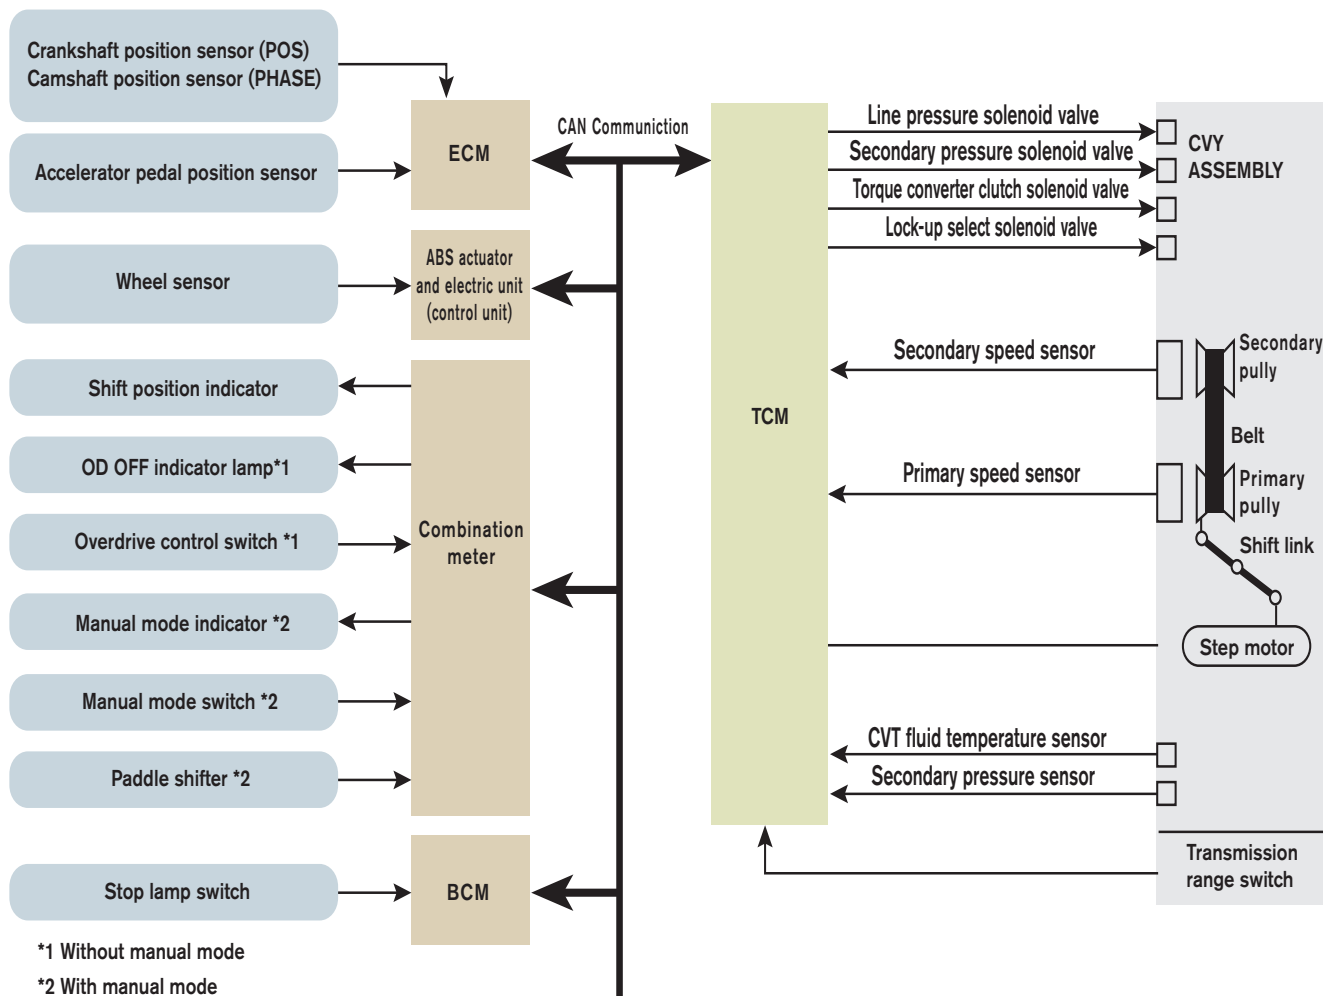 Crankshaft position sensor (POS)
Camshaft position sensor (PHASE)
Accelerator pedal position sensor
Wheel sensor
Shift position indicator
OD OFF indicator lamp*1
Overdrive control switch *1
Manual mode indicator *2
Manual mode switch *2
Paddle shifter *2
Stop lamp switch
*1 Without manual mode
*2 With manual mode
ECM
ABS actuator
and electric unit
(control unit)
Combination
meter
BCM
CAN Communiction
TCM
Line pressure solenoid valve
Secondary pressure solenoid valve
Torque converter clutch solenoid valve
Lock-up select solenoid valve
Secondary speed sensor
Primary speed sensor
CVT fluid temperature sensor
Secondary pressure sensor
CVY
ASSEMBLY
Secondary
pully
Belt
Primary
pully
Shift link
Step motor
Transmission
range switch